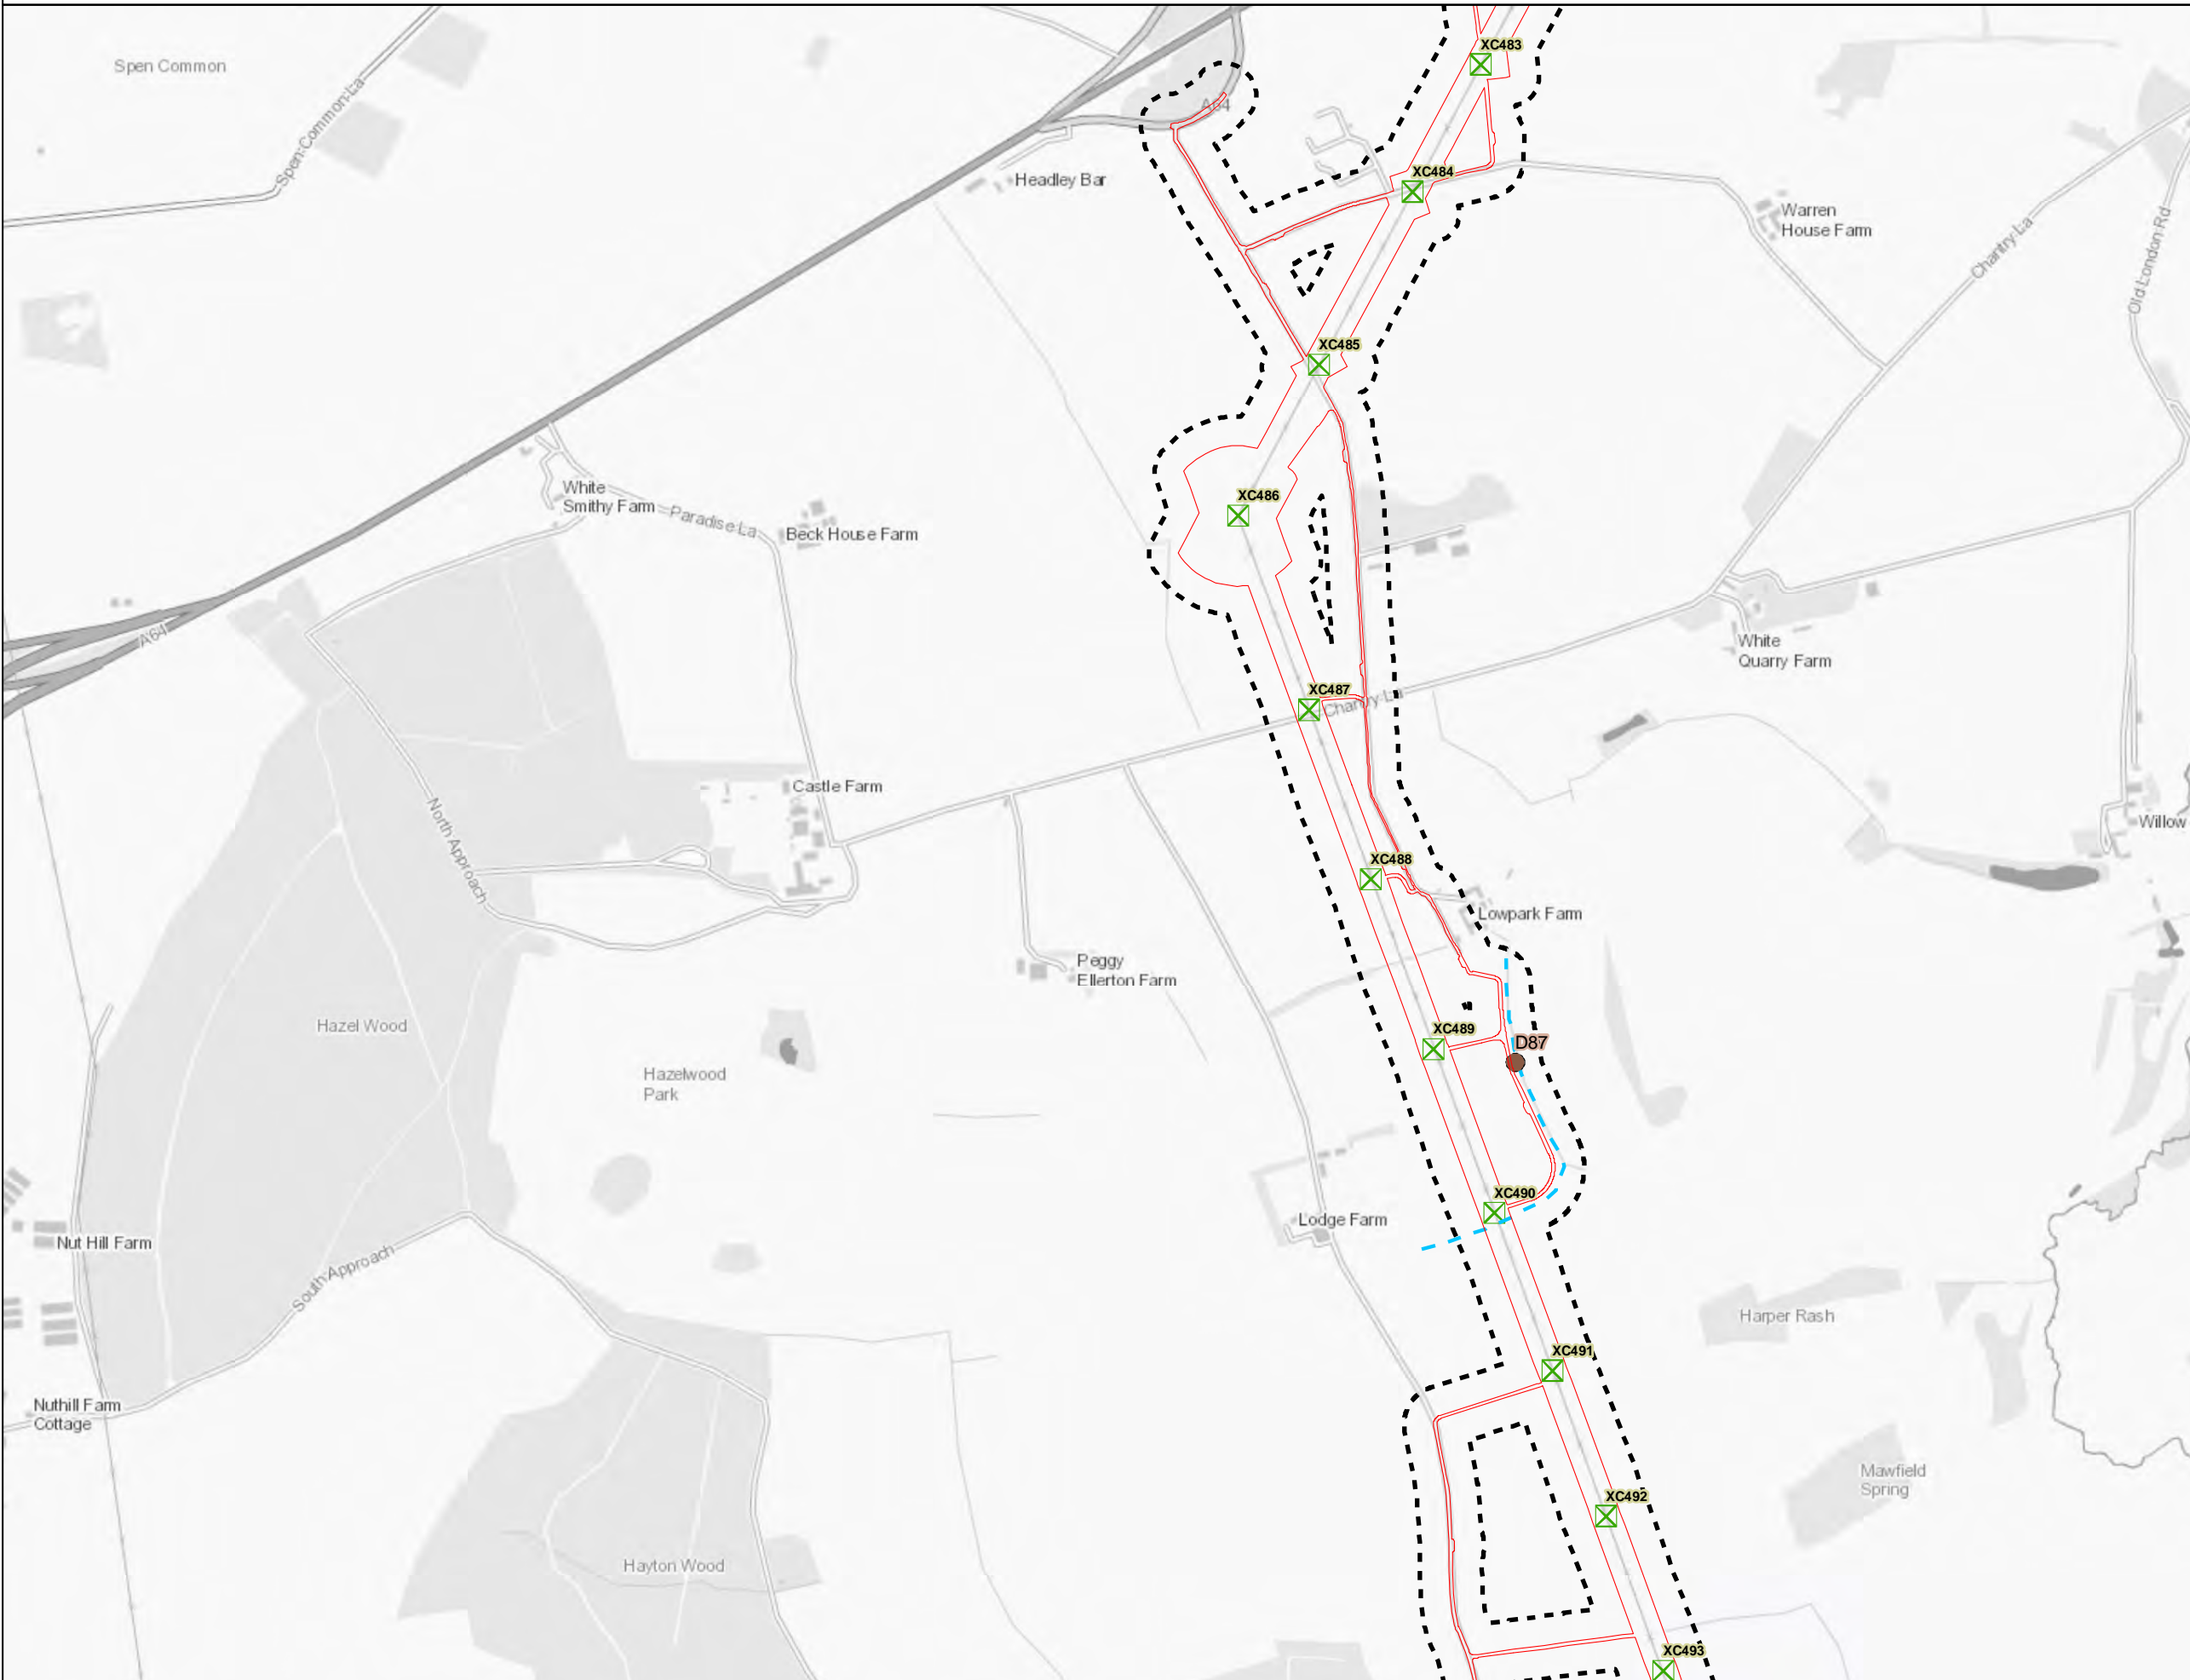 XC483
Spen Common
Spen Common La
A64
XC484
Headley Bar
Warren
House Farm
Chantry La
Old London Rd
XC485
White
Smithy Farm
Paradise La
Beck House Farm
XC486
A64
White
Quarry Farm
XC487
Chantry La
Castle Farm
North Approach
Willow
XC488
Lowpark Farm
Peggy
Ellerton Farm
Hazel Wood
XC489
D87
Hazelwood
Park
XC490
Lodge Farm
Nut Hill Farm
South Approach
Harper Rash
XC491
Nuthill Farm
Cottage
Mawfield
Spring
XC492
Hayton Wood
XC493